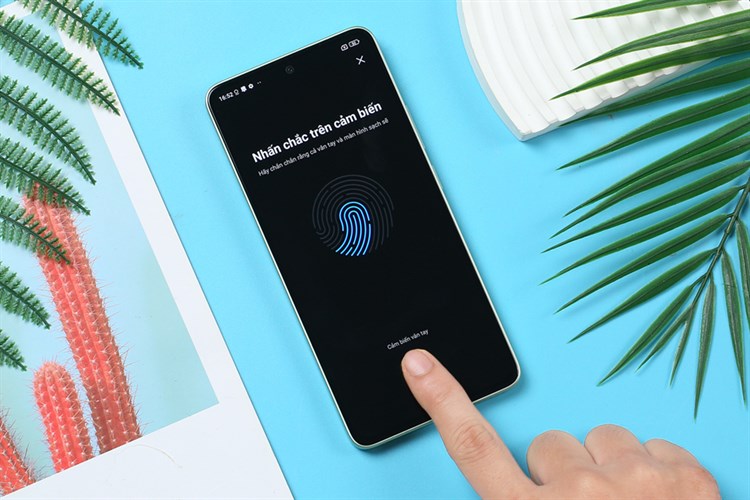 16:52
Nhấn chắc trên cảm biến
Hãy chắn chắn rằng cả vân tay và màn hình sạch sẽ
Cảm biến vân tay